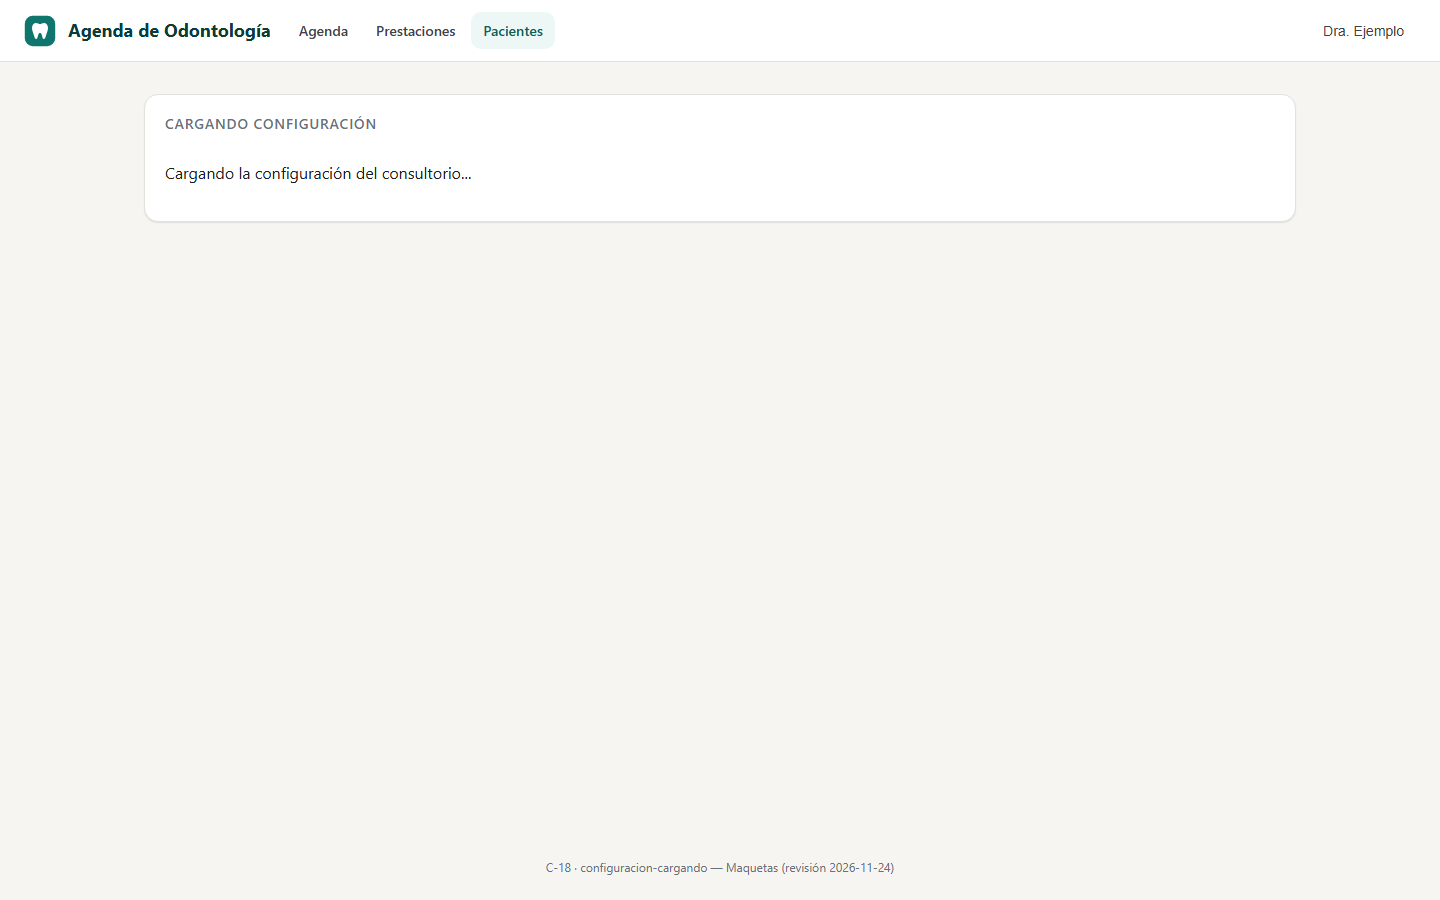 Agenda de Odontología
Agenda
Prestaciones
Pacientes
Dra. Ejemplo
CARGANDO CONFIGURACIÓN
Cargando la configuración del consultorio...
C-18 · configuracion-cargando — Maquetas (revisión 2026-11-24)